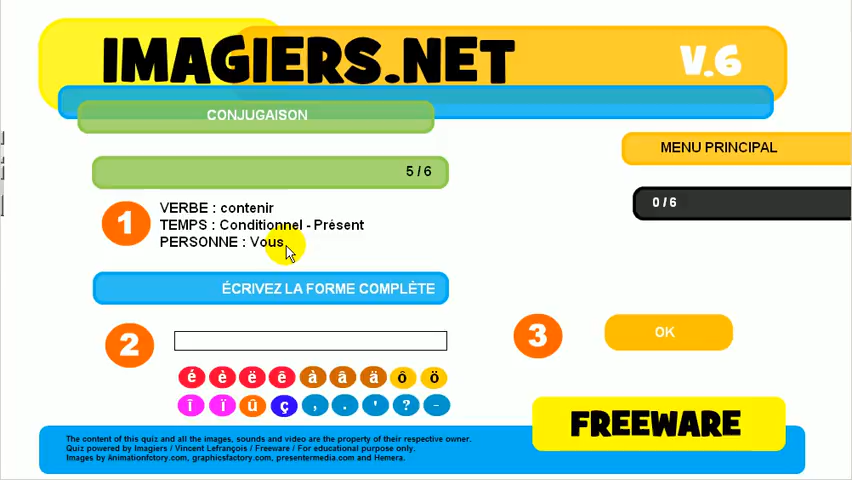 IMAGIERS.NET
V.6
CONJUGAISON
MENU PRINCIPAL
5 / 6
0 / 6
1
VERBE : contenir
TEMPS : Conditionnel - Présent
PERSONNE : Vous
ÉCRIVEZ LA FORME COMPLÈTE
2
3
OK
é è ë ê à â ä ô ö
î ï û ç , . ' ? -
FREEWARE
The content of this quiz and all the images, sounds and video are the property of their respective owner.
Quiz powered by Imagiers / Vincent Lefrançois / Freeware / For educational purpose only.
Images by Animationfctory.com, graphicsfactory.com, presentermedia.com and Hemera.